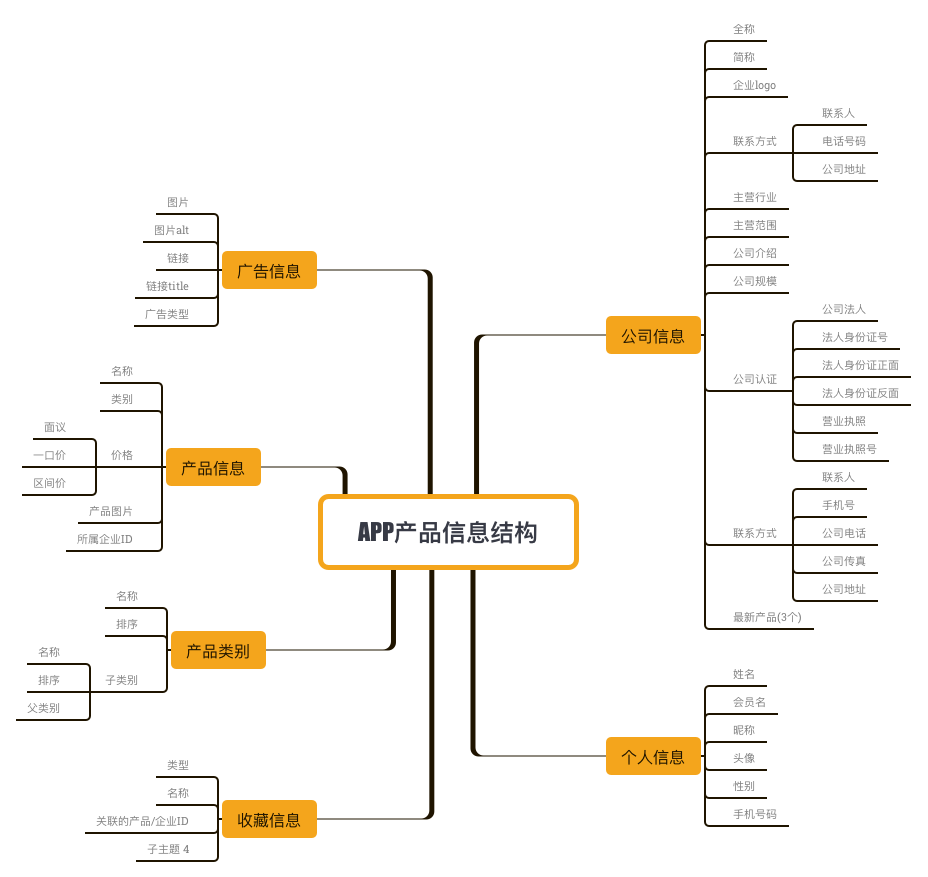 APP产品信息结构
公司信息
全称
简称
企业logo
联系方式
联系人
电话号码
公司地址
主营行业
主营范围
公司介绍
公司规模
公司认证
公司法人
法人身份证号
法人身份证正面
法人身份证反面
营业执照
营业执照号
联系方式
联系人
手机号
公司电话
公司传真
公司地址
最新产品(3个)
个人信息
姓名
会员名
昵称
头像
性别
手机号码
广告信息
图片
图片alt
链接
链接title
广告类型
产品信息
名称
类别
价格
面议
一口价
区间价
产品图片
所属企业ID
产品类别
名称
排序
子类别
名称
排序
父类别
收藏信息
类型
名称
关联的产品/企业ID
子主题 4